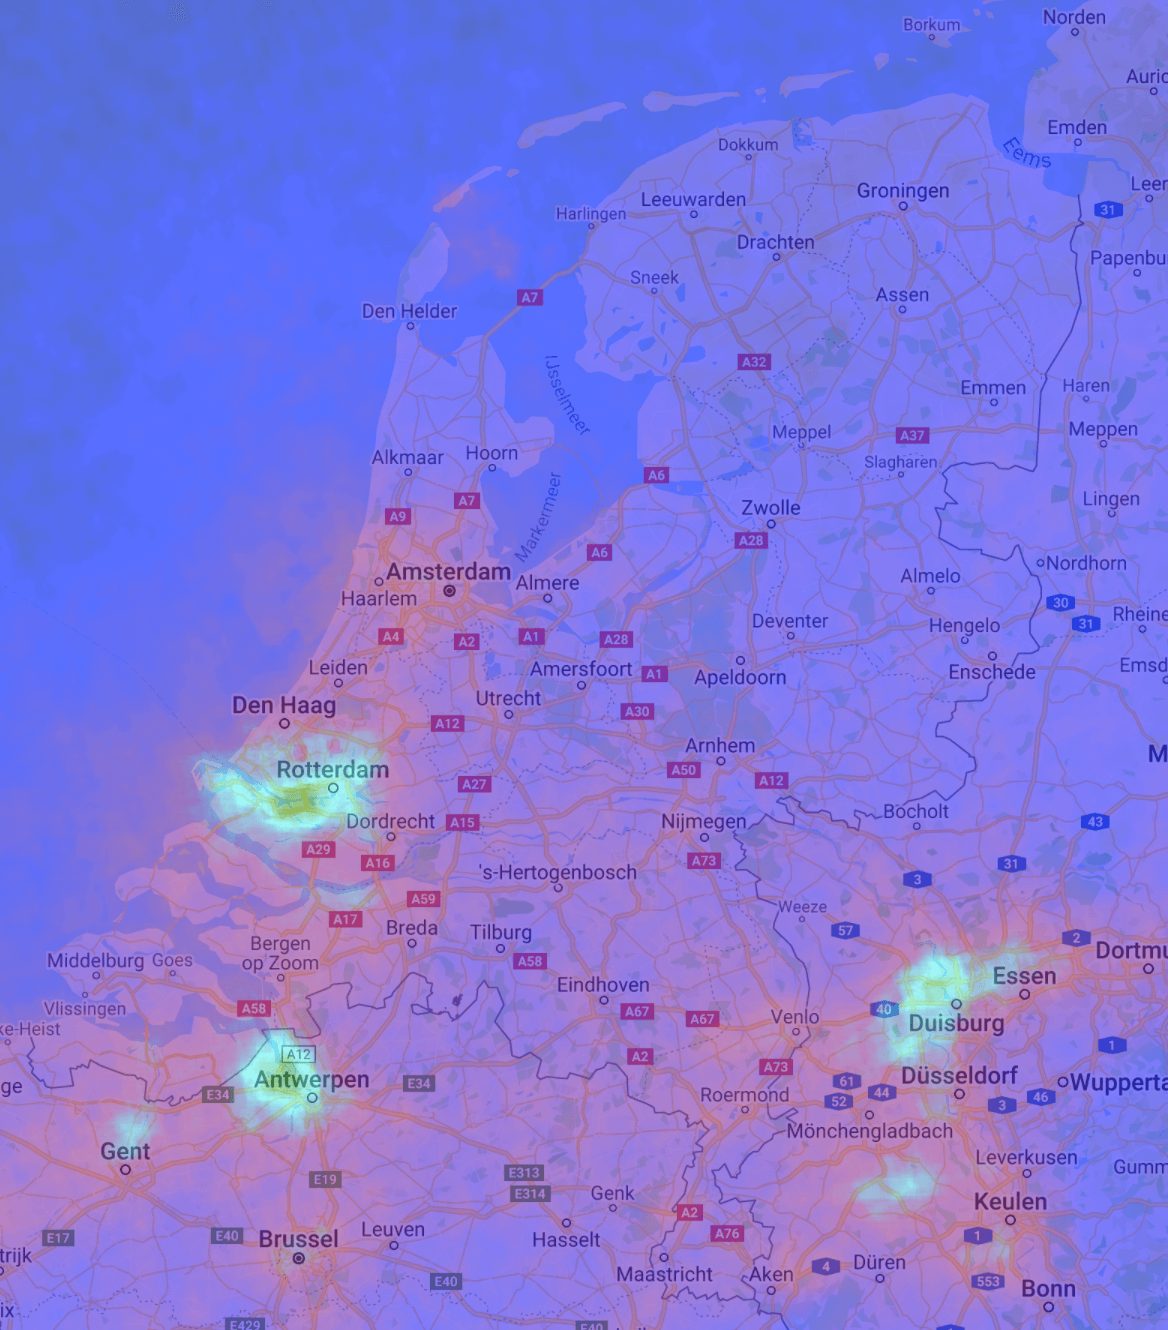 Borkum
Norden
Auric
Emden
Eems
Dokkum
Leer
Leeuwarden
Groningen
Harlingen
31
Drachten
Papenbu
Sneek
Assen
A7
Den Helder
IJsselmeer
A32
Emmen
Haren
Meppel
A37
Meppen
Alkmaar
Hoorn
Slagharen
A6
Markermeer
A7
A9
Zwolle
Lingen
A28
A6
Amsterdam
Almere
Haarlem
Almelo
Nordhorn
30
Rheine
31
Deventer
Hengelo
A4
A2
A1
A28
Leiden
Amersfoort
A1
Apeldoorn
Enschede
Emsd
Den Haag
Utrecht
A30
A12
Arnhem
M
Rotterdam
A50
A12
A27
Dordrecht
A15
Nijmegen
Bocholt
43
A29
A16
A73
31
's-Hertogenbosch
3
A59
A17
Breda
Tilburg
Weeze
57
2
Bergen
op Zoom
Middelburg
Goes
A58
Essen
Dortmu
Eindhoven
Vlissingen
A58
A67
A67
Venlo
40
Duisburg
ke-Heist
A12
A2
1
Antwerpen
E34
A73
Düsseldorf
ge
E34
Roermond
61
52
44
3
46
Wupperta
Mönchengladbach
Gent
E313
Leverkusen
Gumm
E19
E314
Genk
Keulen
A2
E17
E40
Brussel
Leuven
Hasselt
A76
1
trijk
Maastricht
Aken
4
Düren
E40
553
Bonn
ix
E429
E40